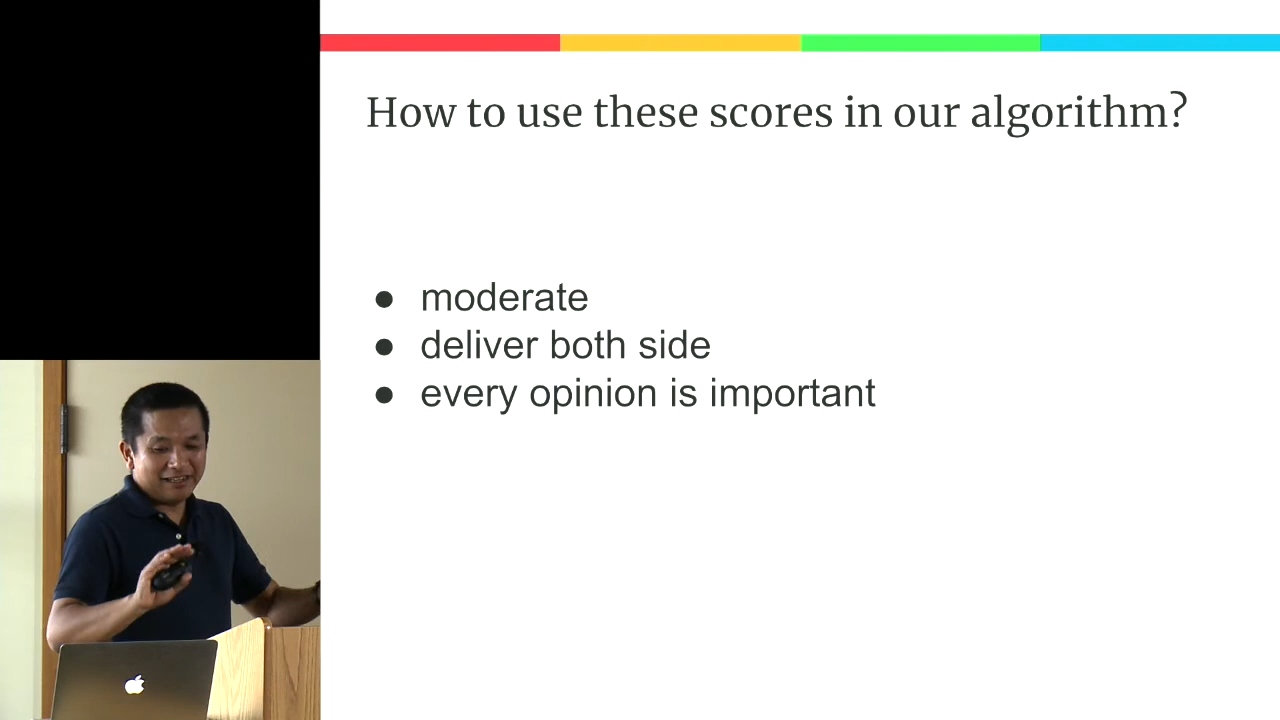 How to use these scores in our algorithm?
● moderate
● deliver both side
● every opinion is important